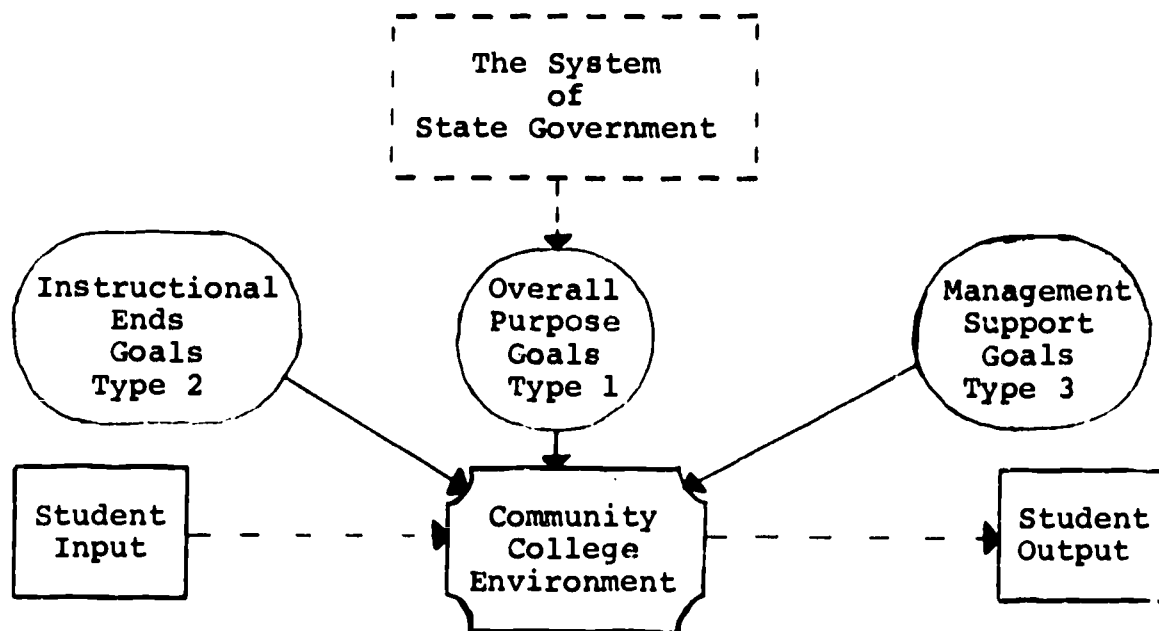 The System
of
State Government
Instructional
Ends
Goals
Type 2
Overall
Purpose
Goals
Type 1
Management
Support
Goals
Type 3
Student
Input
Community
College
Environment
Student
Output